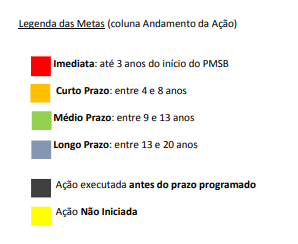 Legenda das Metas (coluna Andamento da Ação)
Imediata: até 3 anos do início do PMSB
Curto Prazo: entre 4 e 8 anos
Médio Prazo: entre 9 e 13 anos
Longo Prazo: entre 13 e 20 anos
Ação executada antes do prazo programado
Ação Não Iniciada